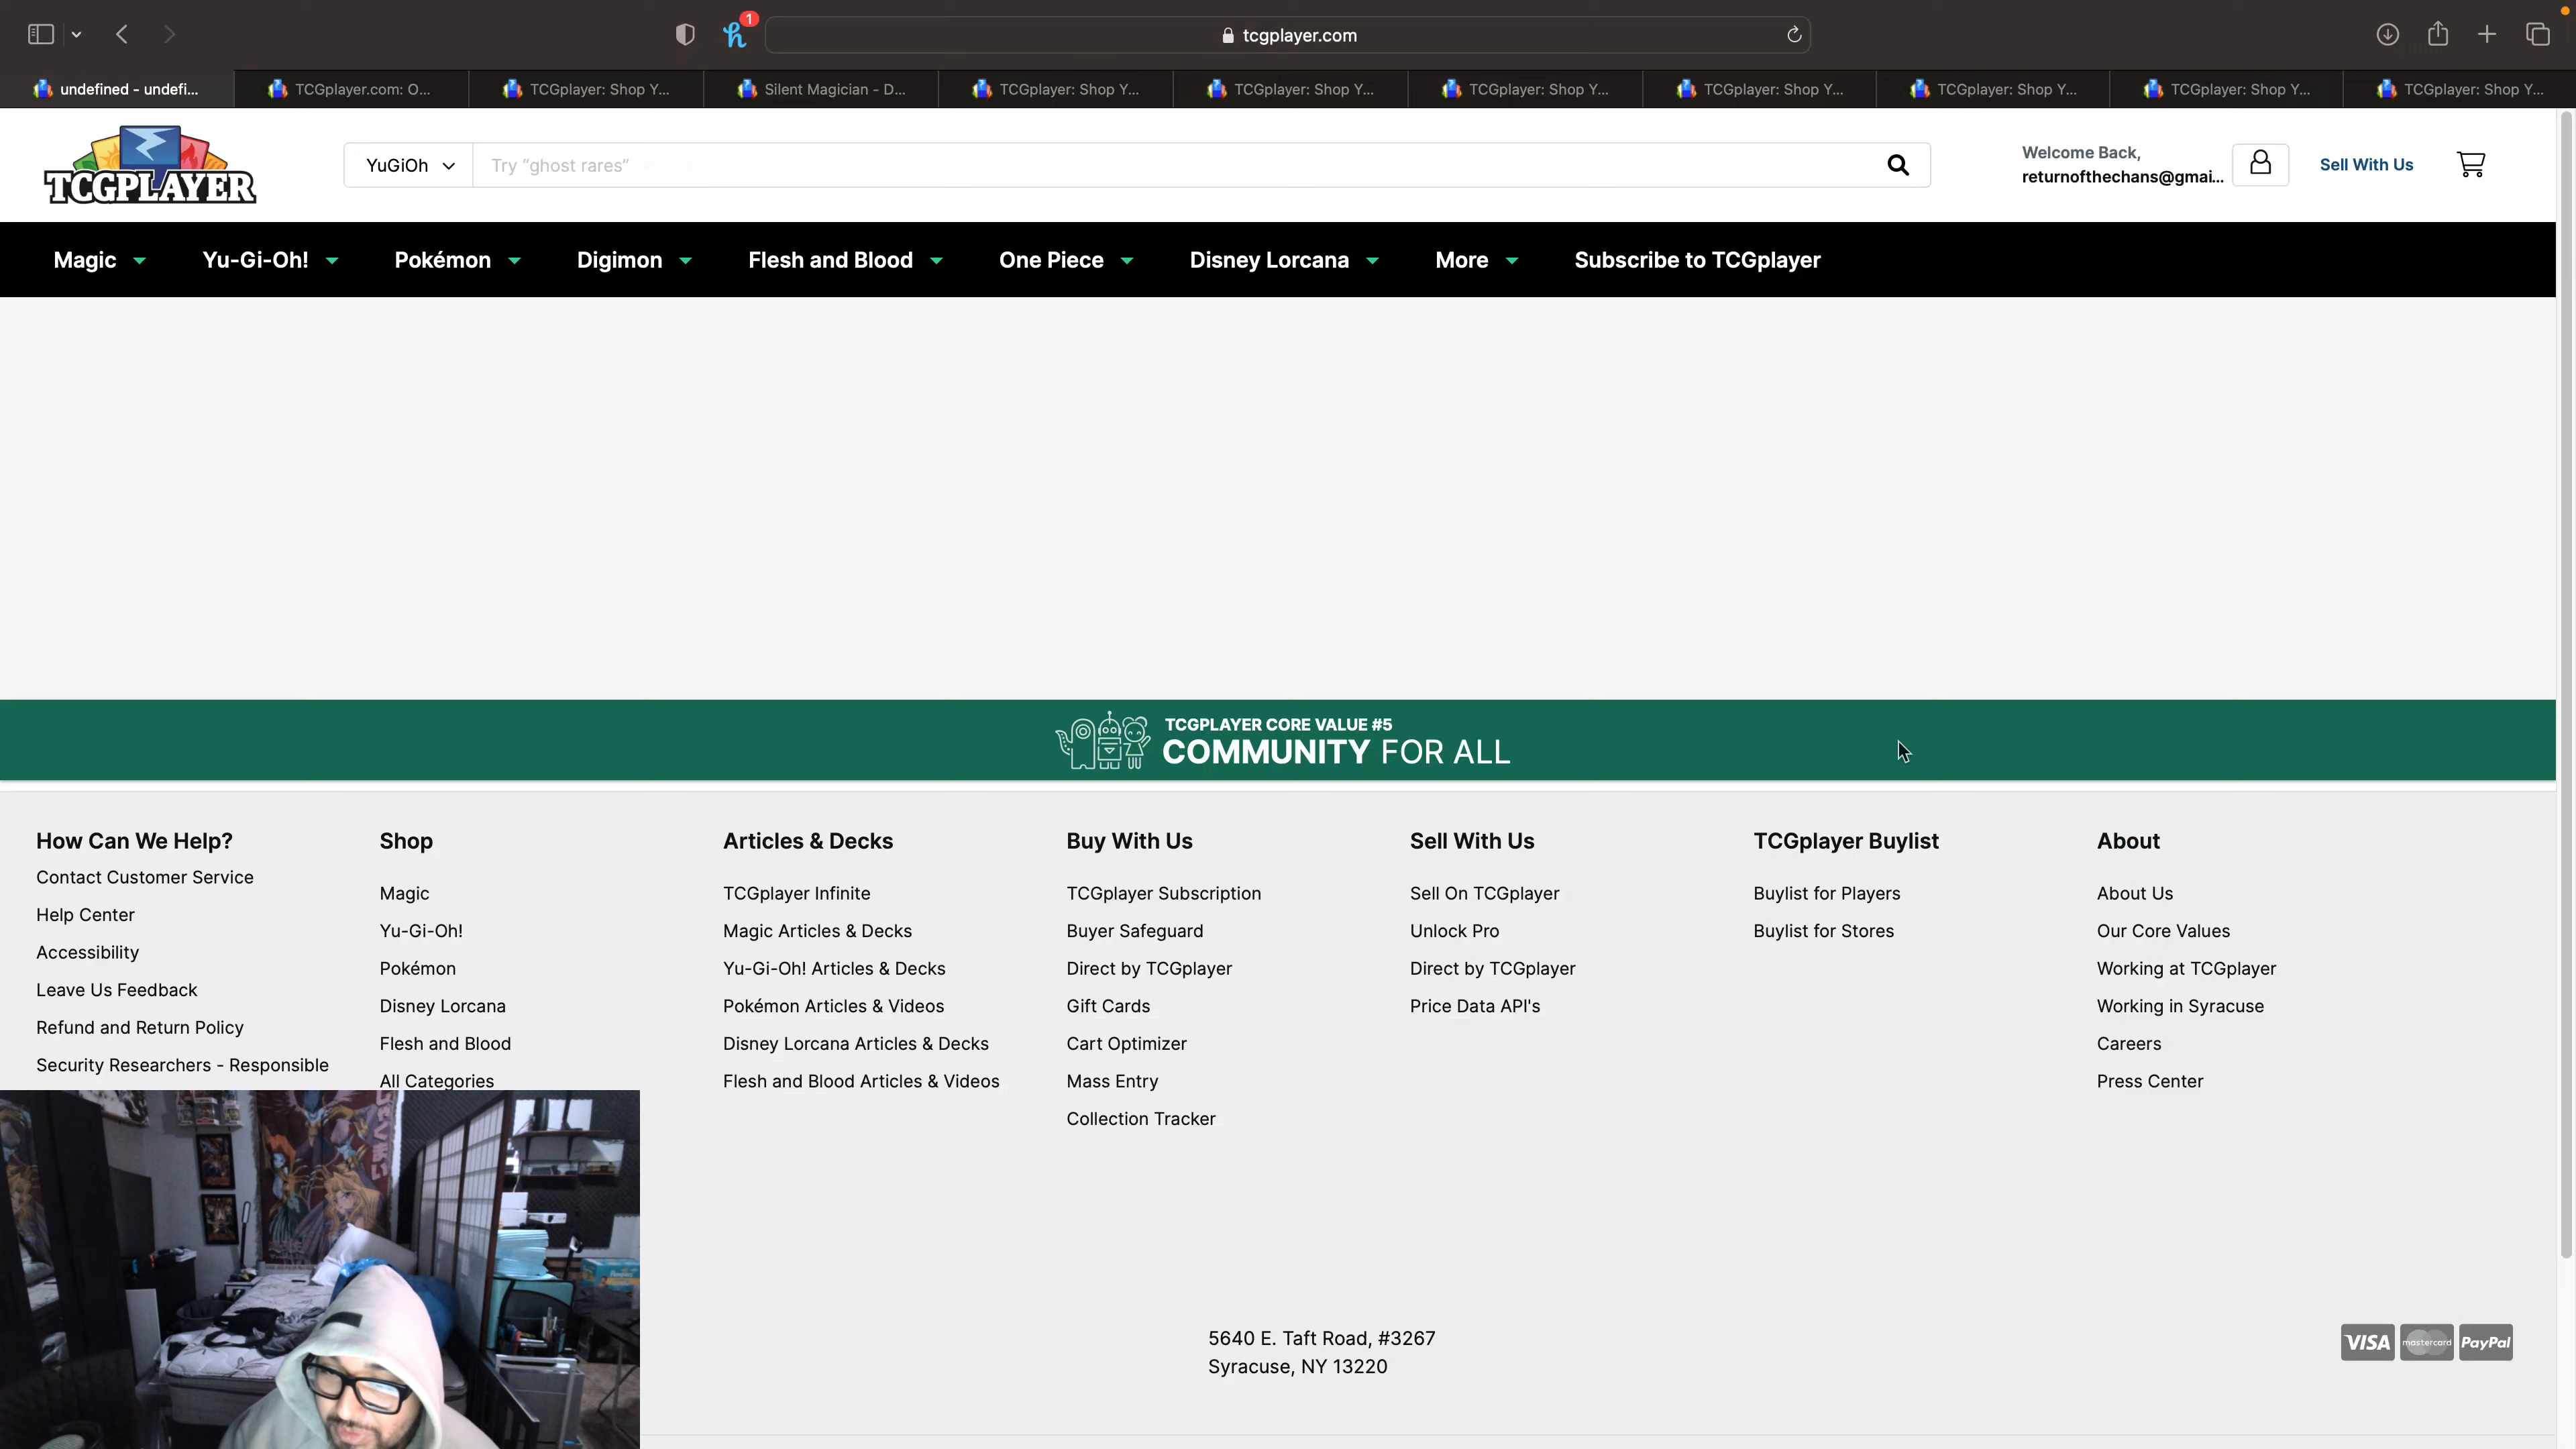 1
tcgplayer.com
undefined - undefi...
TCGplayer.com: O...
TCGplayer: Shop Y...
Silent Magician - D...
TCGplayer: Shop Y...
TCGplayer: Shop Y...
TCGplayer: Shop Y...
TCGplayer: Shop Y...
TCGplayer: Shop Y...
TCGplayer: Shop Y...
TCGplayer: Shop Y...
TCGPLAYER
YuGiOh
Try “ghost rares”
Welcome Back,
returnofthechans@gmai...
Sell With Us
Magic
Yu-Gi-Oh!
Pokémon
Digimon
Flesh and Blood
One Piece
Disney Lorcana
More
Subscribe to TCGplayer
TCGPLAYER CORE VALUE #5
COMMUNITY FOR ALL
How Can We Help?
Contact Customer Service
Help Center
Accessibility
Leave Us Feedback
Refund and Return Policy
Security Researchers - Responsible
Shop
Magic
Yu-Gi-Oh!
Pokémon
Disney Lorcana
Flesh and Blood
All Categories
Articles & Decks
TCGplayer Infinite
Magic Articles & Decks
Yu-Gi-Oh! Articles & Decks
Pokémon Articles & Videos
Disney Lorcana Articles & Decks
Flesh and Blood Articles & Videos
Buy With Us
TCGplayer Subscription
Buyer Safeguard
Direct by TCGplayer
Gift Cards
Cart Optimizer
Mass Entry
Collection Tracker
Sell With Us
Sell On TCGplayer
Unlock Pro
Direct by TCGplayer
Price Data API's
TCGplayer Buylist
Buylist for Players
Buylist for Stores
About
About Us
Our Core Values
Working at TCGplayer
Working in Syracuse
Careers
Press Center
5640 E. Taft Road, #3267
Syracuse, NY 13220
VISA
mastercard
PayPal